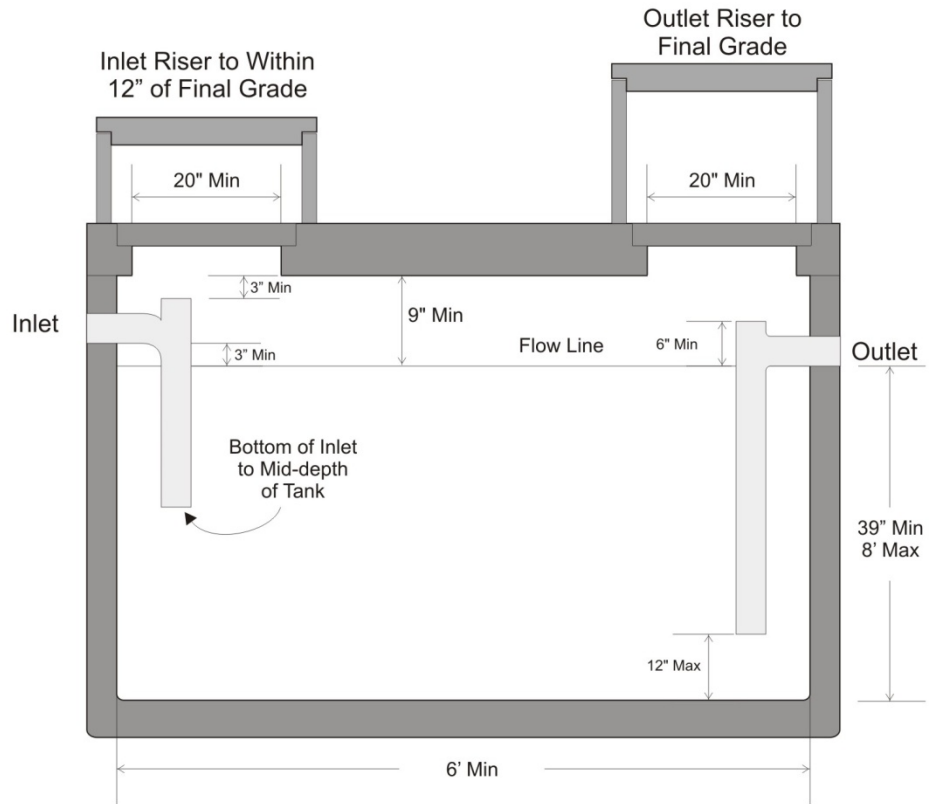 Outlet Riser to
Final Grade
Inlet Riser to Within
12” of Final Grade
20" Min
20" Min
3” Min
9" Min
Inlet
3” Min
Flow Line
6" Min
Outlet
Bottom of Inlet
to Mid-depth
of Tank
39” Min
8’ Max
12" Max
6’ Min